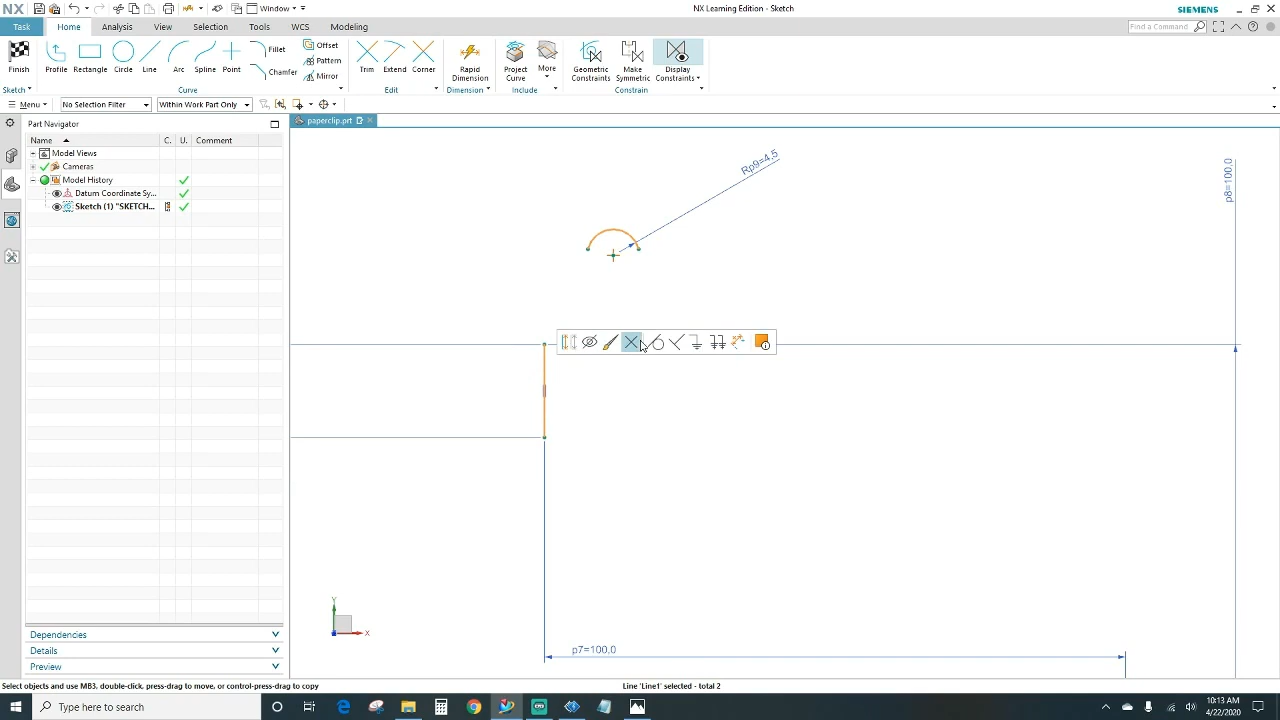 NX Window NX Learning Edition - Sketch SIEMENS
Task Home Analysis View Selection Tools WCS Modeling Find a Command
Finish Profile Rectangle Circle Line Arc Spline Point Fillet Chamfer Offset Pattern Mirror Trim Extend Corner Rapid Dimension Project Curve More Geometric Constraints Make Symmetric Display Constraints
Sketch Curve Edit Dimension Include Constrain
Menu No Selection Filter Within Work Part Only
Part Navigator paperclip.prt
Name C. U. Comment
Model Views
Cameras
Model History
Datum Coordinate Sy...
Sketch (1) "SKETCH...
Rp9=4.5
p8=100.0
p7=100.0
Y
X
Dependencies
Details
Preview
Select objects and use MB3, double-click, press-drag to move, or control-press-drag to copy Line 'Line1' selected - total 2
Type here to search 10:13 AM
4/22/2020